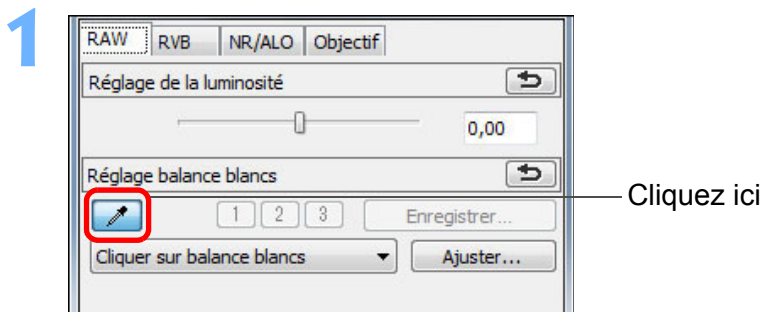 1
RAW RVB NR/ALO Objectif
Réglage de la luminosité
0,00
Réglage balance blancs
Cliquez ici
1 2 3 Enregistrer...
Cliquer sur balance blancs Ajuster...